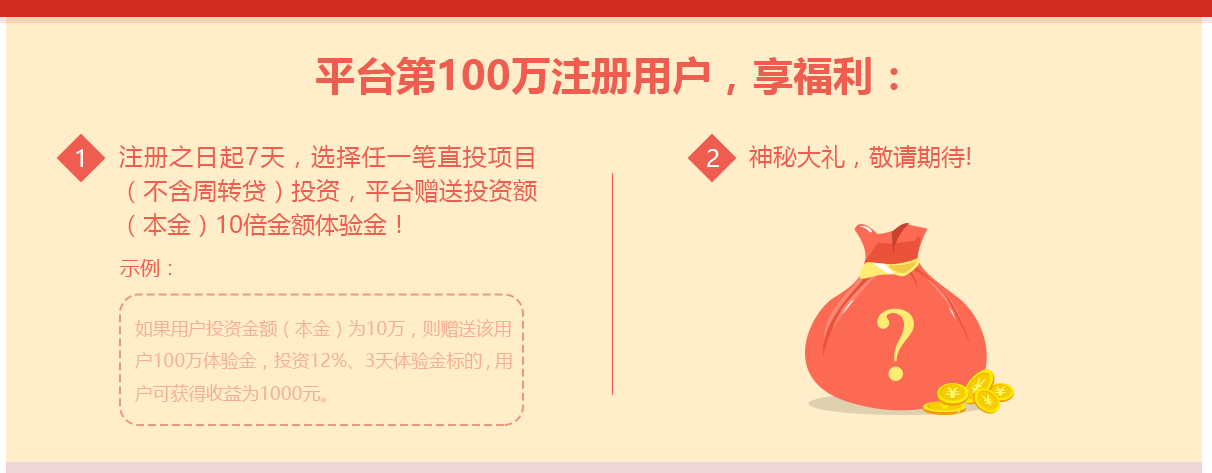 平台第100万注册用户，享福利：
1
注册之日起7天，选择任一笔直投项目
（不含周转贷）投资，平台赠送投资额
（本金）10倍金额体验金！
示例：
如果用户投资金额（本金）为10万，则赠送该用
户100万体验金，投资12%、3天体验金标的，用
户可获得收益为1000元。
2
神秘大礼，敬请期待!
?